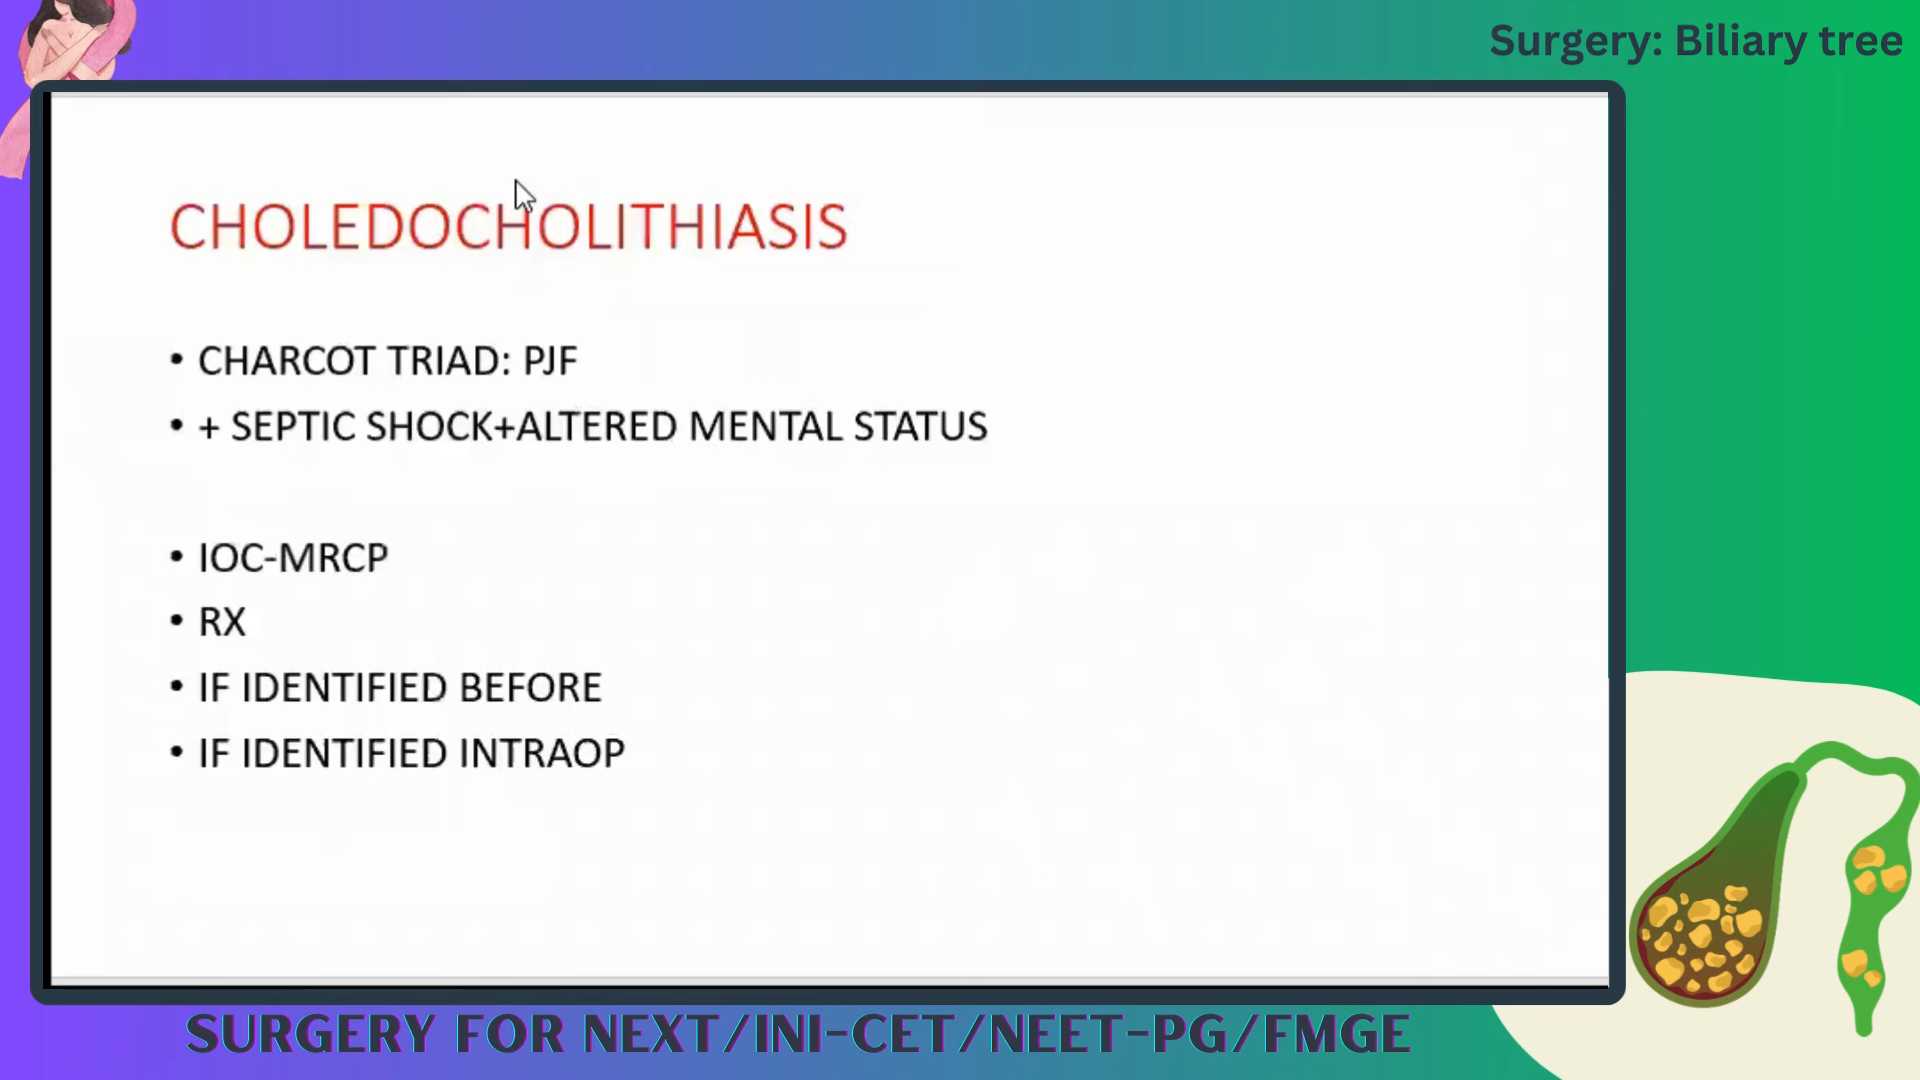 Surgery: Biliary tree
CHOLEDOCHOLITHIASIS
• CHARCOT TRIAD: PJF
• + SEPTIC SHOCK+ALTERED MENTAL STATUS
• IOC-MRCP
• RX
• IF IDENTIFIED BEFORE
• IF IDENTIFIED INTRAOP
SURGERY FOR NEXT/INI-CET/NEET-PG/FMGE